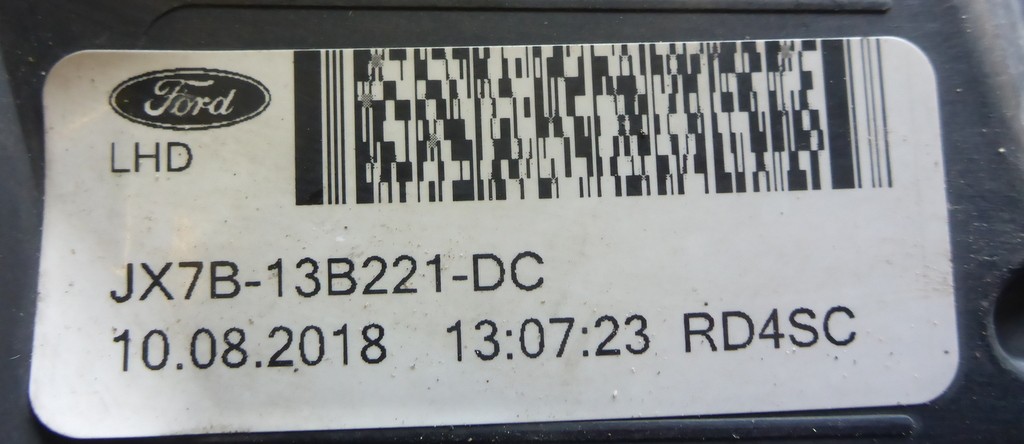 Ford
LHD
JX7B-13B221-DC
10.08.2018 13:07:23 RD4SC